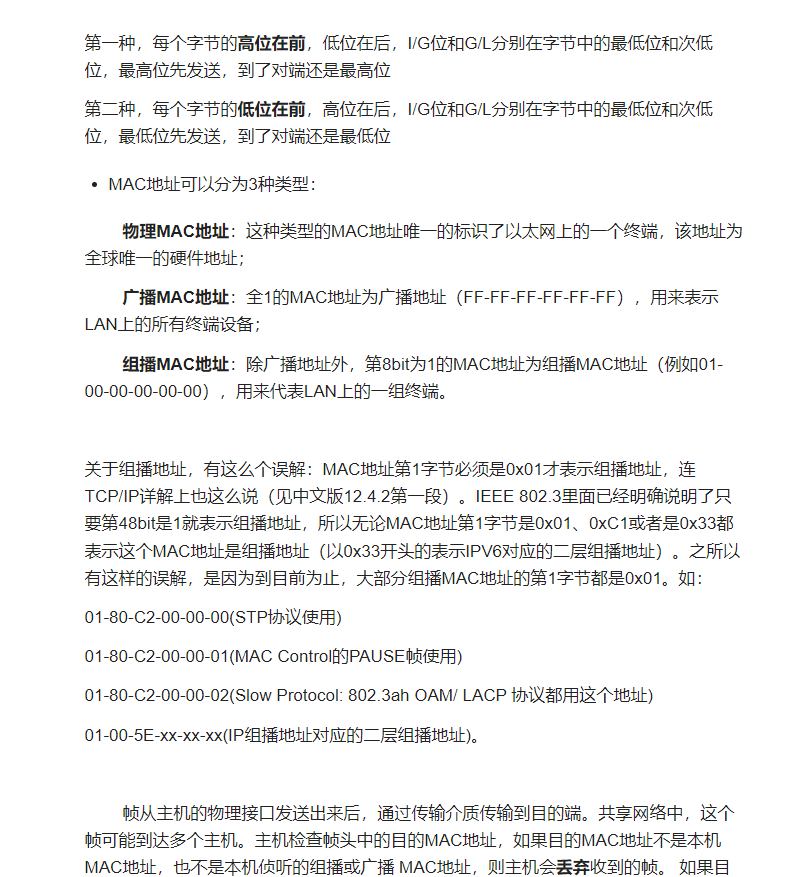 第一种，每个字节的高位在前，低位在后，I/G位和G/L分别在字节中的最低位和次低
位，最高位先发送，到了对端还是最高位
第二种，每个字节的低位在前，高位在后，I/G位和G/L分别在字节中的最低位和次低
位，最低位先发送，到了对端还是最低位
• MAC地址可以分为3种类型：
物理MAC地址：这种类型的MAC地址唯一的标识了以太网上的一个终端，该地址为
全球唯一的硬件地址；
广播MAC地址：全1的MAC地址为广播地址（FF-FF-FF-FF-FF-FF），用来表示
LAN上的所有终端设备；
组播MAC地址：除广播地址外，第8bit为1的MAC地址为组播MAC地址（例如01-
00-00-00-00-00），用来代表LAN上的一组终端。
关于组播地址，有这么个误解：MAC地址第1字节必须是0x01才表示组播地址，连
TCP/IP详解上也这么说（见中文版12.4.2第一段）。IEEE 802.3里面已经明确说明了只
要第48bit是1就表示组播地址，所以无论MAC地址第1字节是0x01、0xC1或者是0x33都
表示这个MAC地址是组播地址（以0x33开头的表示IPV6对应的二层组播地址）。之所以
有这样的误解，是因为到目前为止，大部分组播MAC地址的第1字节都是0x01。如：
01-80-C2-00-00-00(STP协议使用)
01-80-C2-00-00-01(MAC Control的PAUSE帧使用)
01-80-C2-00-00-02(Slow Protocol: 802.3ah OAM/ LACP 协议都用这个地址)
01-00-5E-xx-xx-xx(IP组播地址对应的二层组播地址)。
帧从主机的物理接口发送出来后，通过传输介质传输到目的端。共享网络中，这个
帧可能到达多个主机。主机检查帧头中的目的MAC地址，如果目的MAC地址不是本机
MAC地址，也不是本机侦听的组播或广播 MAC地址，则主机会丢弃收到的帧。 如果目